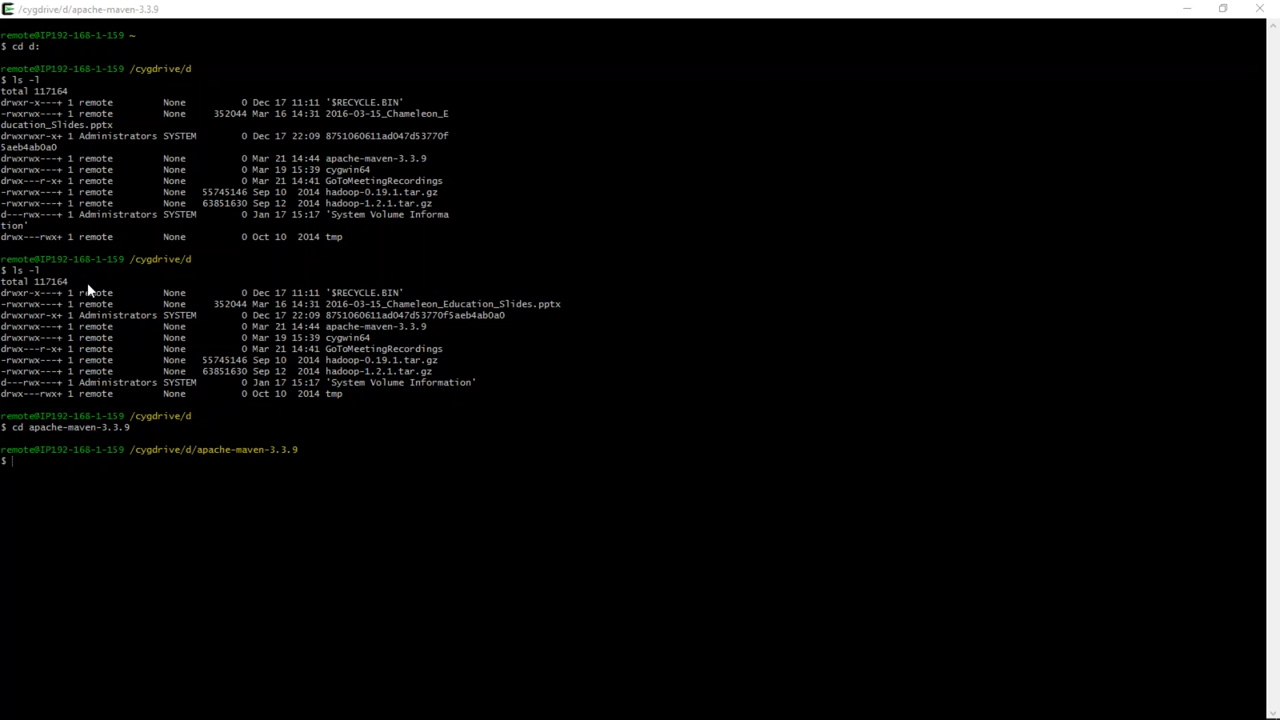 /cygdrive/d/apache-maven-3.3.9
remote@IP192-168-1-159 ~
$ cd d:
remote@IP192-168-1-159 /cygdrive/d
$ ls -l
total 117164
drwxr-x---+ 1 remote         None            0 Dec 17 11:11 '$RECYCLE.BIN'
-rwxrwx---+ 1 remote         None       352044 Mar 16 14:31 2016-03-15_Chameleon_E
ducation_Slides.pptx
drwxrwxr-x+ 1 Administrators SYSTEM          0 Dec 17 22:09 8751060611ad047d53770f
5aeb4ab0a0
drwxrwx---+ 1 remote         None            0 Mar 21 14:44 apache-maven-3.3.9
drwxrwx---+ 1 remote         None            0 Mar 19 15:39 cygwin64
drwx---r-x+ 1 remote         None            0 Mar 21 14:41 GoToMeetingRecordings
-rwxrwx---+ 1 remote         None     55745146 Sep 10  2014 hadoop-0.19.1.tar.gz
-rwxrwx---+ 1 remote         None     63851630 Sep 12  2014 hadoop-1.2.1.tar.gz
d---rwx---+ 1 Administrators SYSTEM          0 Jan 17 15:17 'System Volume Informa
tion'
drwx---rwx+ 1 remote         None            0 Oct 10  2014 tmp
remote@IP192-168-1-159 /cygdrive/d
$ ls -l
total 117164
drwxr-x---+ 1 remote         None            0 Dec 17 11:11 '$RECYCLE.BIN'
-rwxrwx---+ 1 remote         None       352044 Mar 16 14:31 2016-03-15_Chameleon_Education_Slides.pptx
drwxrwxr-x+ 1 Administrators SYSTEM          0 Dec 17 22:09 8751060611ad047d53770f5aeb4ab0a0
drwxrwx---+ 1 remote         None            0 Mar 21 14:44 apache-maven-3.3.9
drwxrwx---+ 1 remote         None            0 Mar 19 15:39 cygwin64
drwx---r-x+ 1 remote         None            0 Mar 21 14:41 GoToMeetingRecordings
-rwxrwx---+ 1 remote         None     55745146 Sep 10  2014 hadoop-0.19.1.tar.gz
-rwxrwx---+ 1 remote         None     63851630 Sep 12  2014 hadoop-1.2.1.tar.gz
d---rwx---+ 1 Administrators SYSTEM          0 Jan 17 15:17 'System Volume Information'
drwx---rwx+ 1 remote         None            0 Oct 10  2014 tmp
remote@IP192-168-1-159 /cygdrive/d
$ cd apache-maven-3.3.9
remote@IP192-168-1-159 /cygdrive/d/apache-maven-3.3.9
$